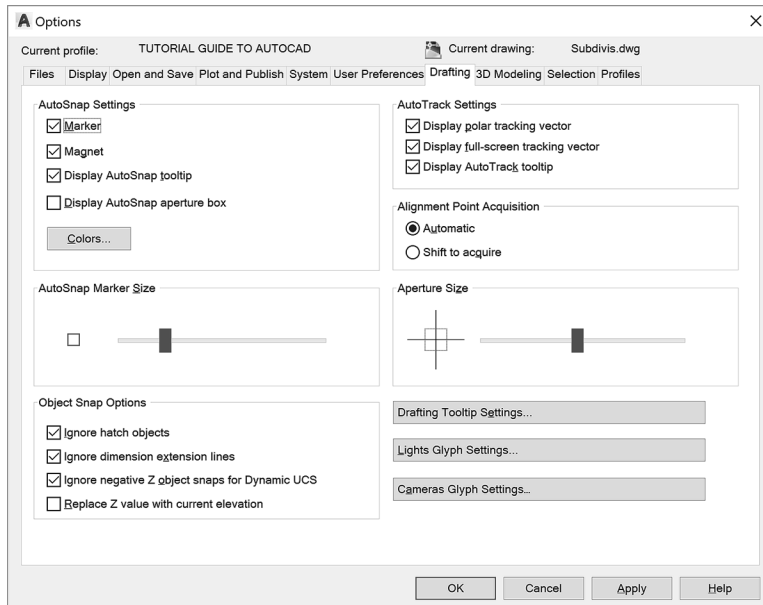 A Options
Current profile: TUTORIAL GUIDE TO AUTOCAD Current drawing: Subdivis.dwg
Files Display Open and Save Plot and Publish System User Preferences Drafting 3D Modeling Selection Profiles
AutoSnap Settings
Marker
Magnet
Display AutoSnap tooltip
Display AutoSnap aperture box
Colors...
AutoTrack Settings
Display polar tracking vector
Display full-screen tracking vector
Display AutoTrack tooltip
Alignment Point Acquisition
Automatic
Shift to acquire
AutoSnap Marker Size
Aperture Size
Object Snap Options
Ignore hatch objects
Ignore dimension extension lines
Ignore negative Z object snaps for Dynamic UCS
Replace Z value with current elevation
Drafting Tooltip Settings...
Lights Glyph Settings...
Cameras Glyph Settings...
OK Cancel Apply Help